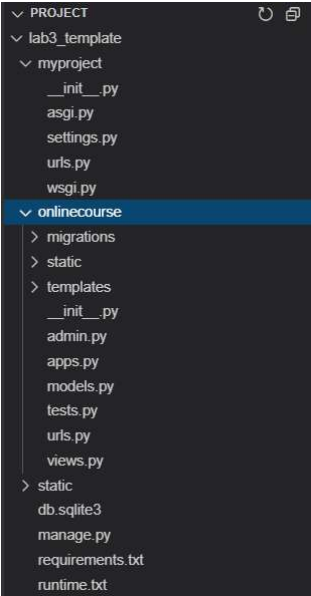 PROJECT
lab3_template
myproject
__init__.py
asgi.py
settings.py
urls.py
wsgi.py
onlinecourse
migrations
static
templates
__init__.py
admin.py
apps.py
models.py
tests.py
urls.py
views.py
static
db.sqlite3
manage.py
requirements.txt
runtime.txt